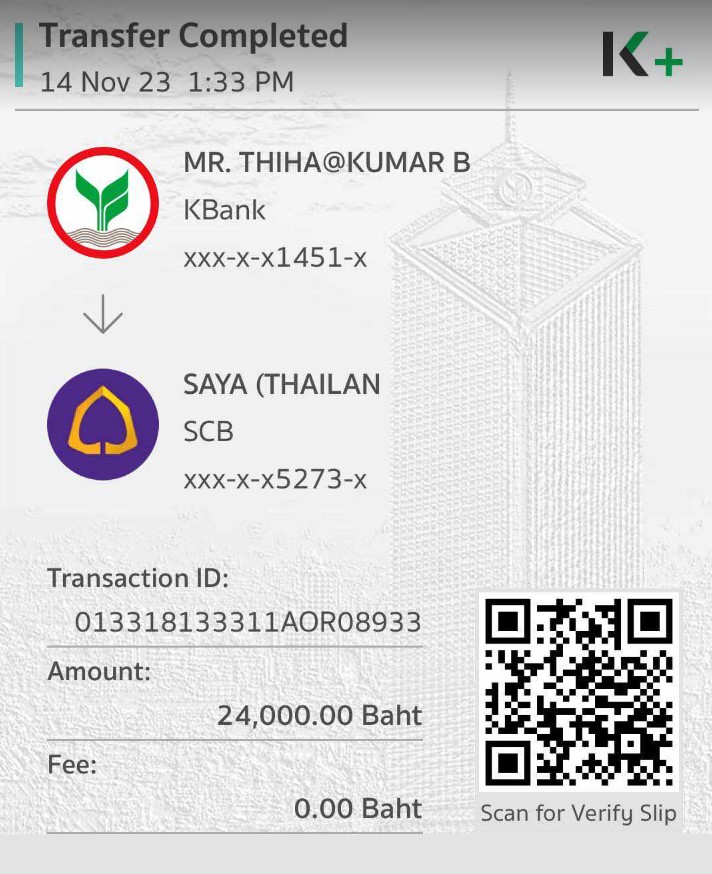 Transfer Completed
14 Nov 23 1:33 PM
K+
MR. THIHA@KUMAR B
KBank
xxx-x-x1451-x
SAYA (THAILAN
SCB
xxx-x-x5273-x
Transaction ID:
013318133311AOR08933
Amount:
24,000.00 Baht
Fee:
0.00 Baht
Scan for Verify Slip